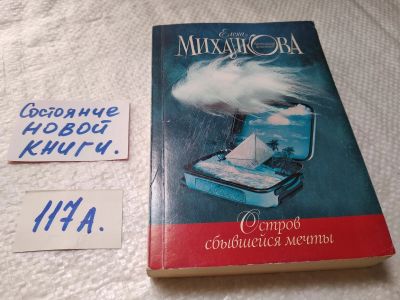 Состояние
НОВОЙ
КНИГИ.
117А.
Елена
МИХАЛКОВА
Остров
сбывшейся мечты